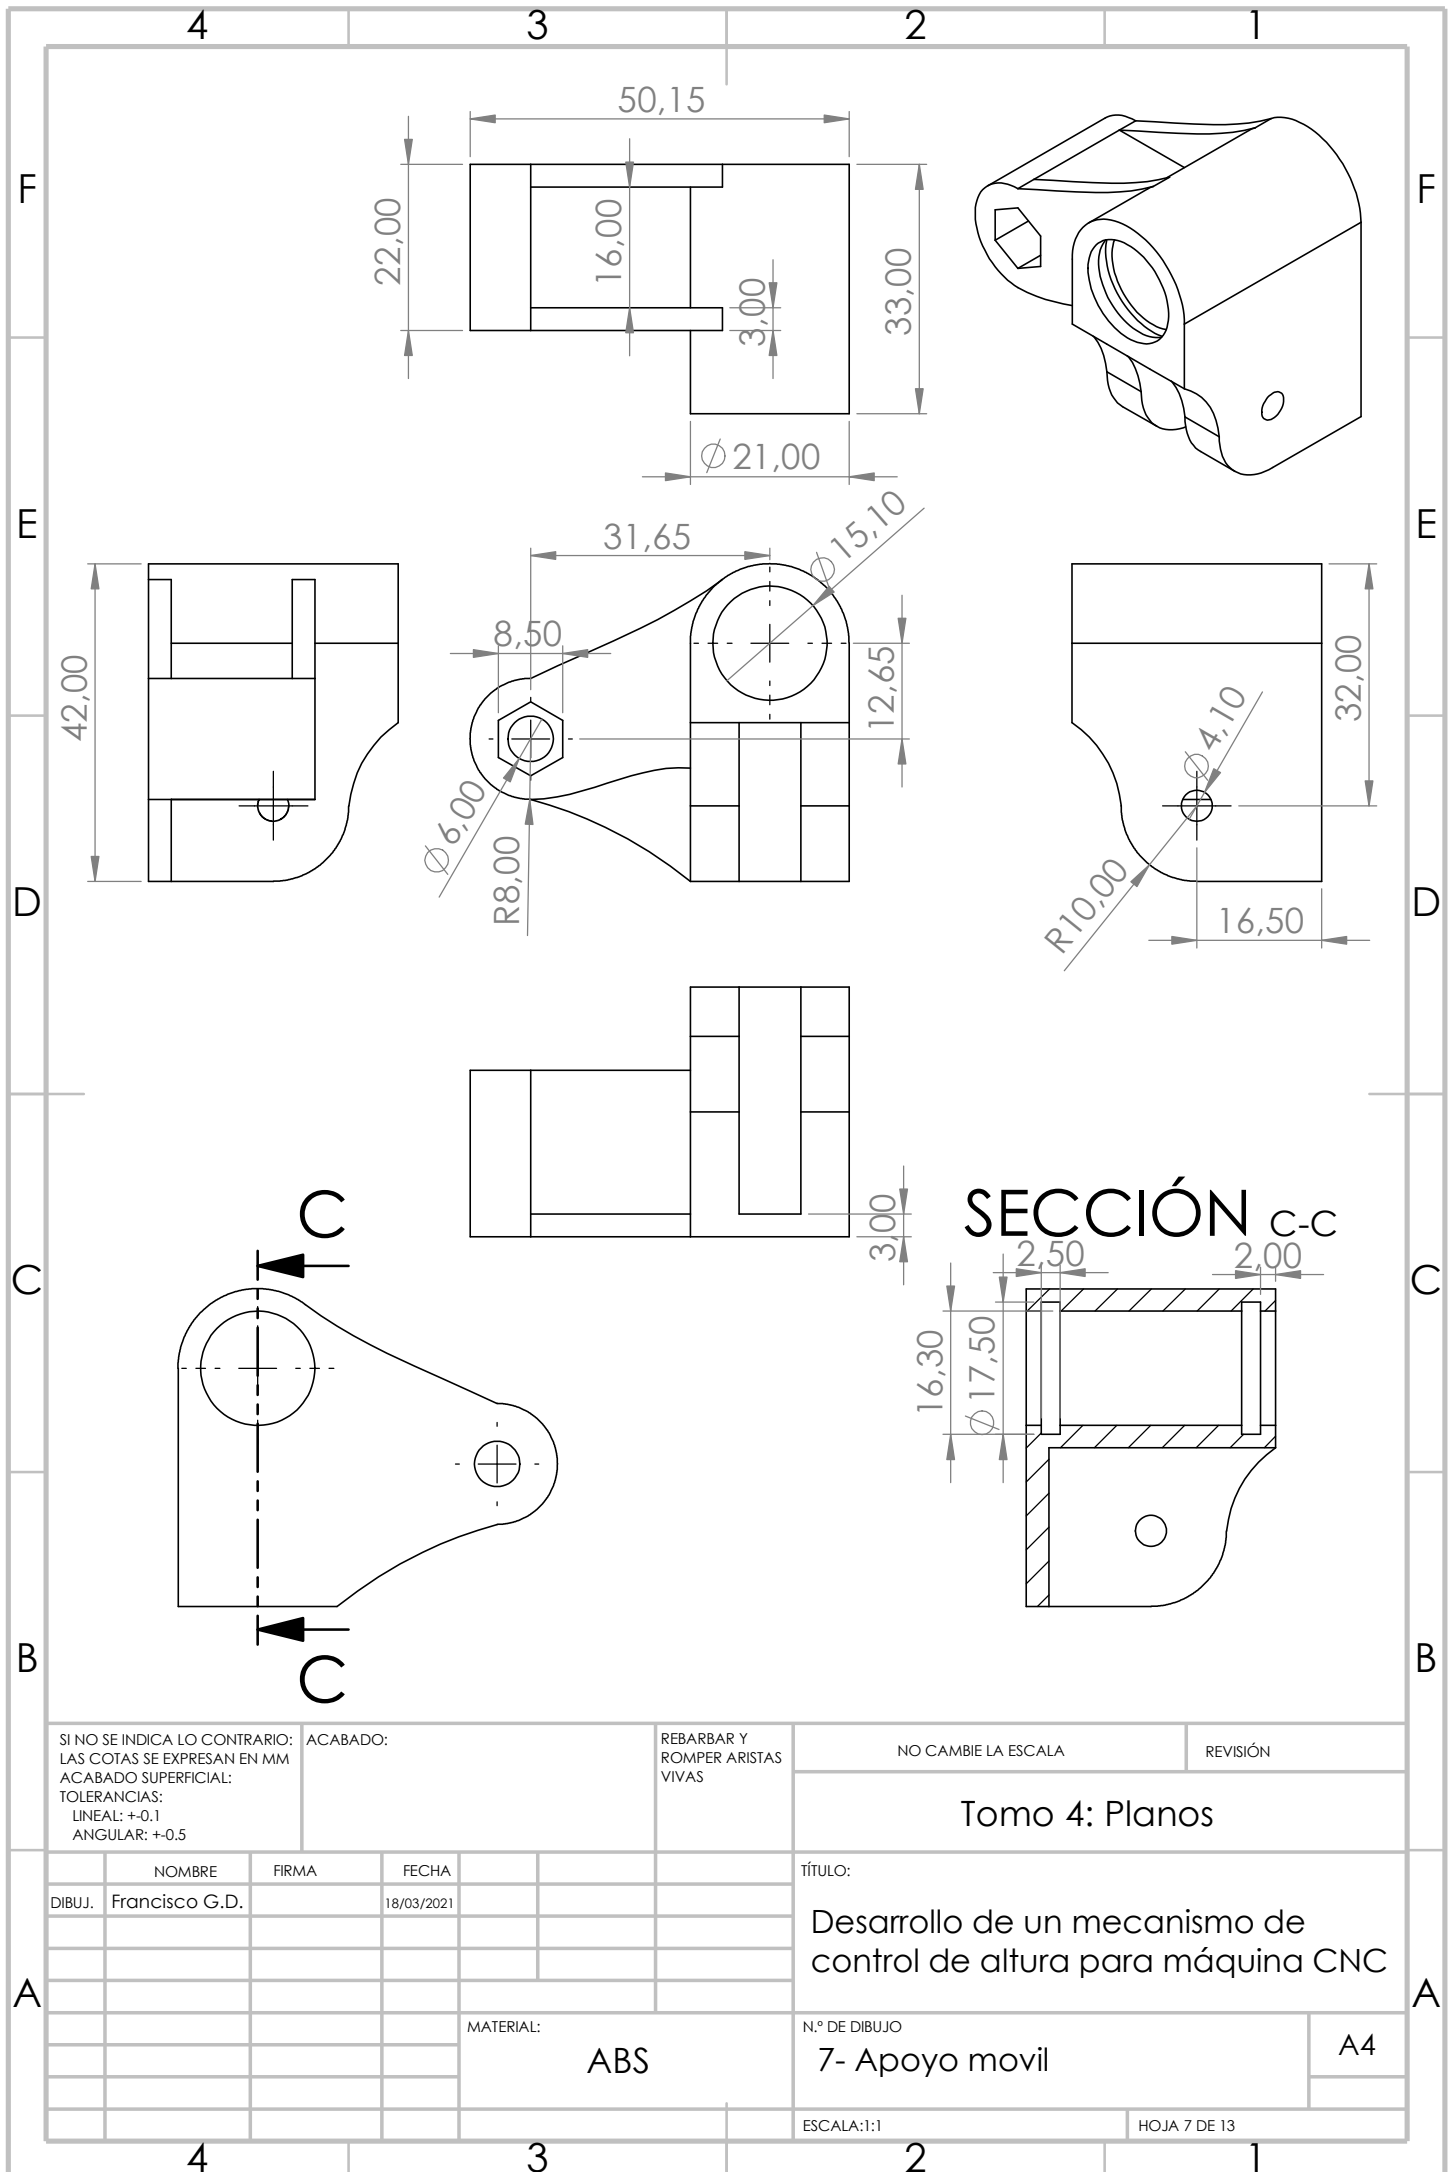 4 3 2 1
F F
E E
D D
C C
B B
A A
50,15
22,00
16,00
3,00
33,00
∅ 21,00
31,65
∅ 15,10
8,50
12,65
∅ 6,00
R8,00
42,00
32,00
∅ 4,10
R10,00
16,50
3,00
C
C
SECCIÓN C-C
2,50
2,00
16,30
∅ 17,50
SI NO SE INDICA LO CONTRARIO:
LAS COTAS SE EXPRESAN EN MM
ACABADO SUPERFICIAL:
TOLERANCIAS:
LINEAL: +-0.1
ANGULAR: +-0.5
ACABADO:
REBARBAR Y
ROMPER ARISTAS
VIVAS
NO CAMBIE LA ESCALA
REVISIÓN
Tomo 4: Planos
NOMBRE FIRMA FECHA
DIBUJ. Francisco G.D. 18/03/2021
TÍTULO:
Desarrollo de un mecanismo de
control de altura para máquina CNC
MATERIAL:
ABS
N.º DE DIBUJO
7- Apoyo movil
A4
ESCALA:1:1
HOJA 7 DE 13
4 3 2 1